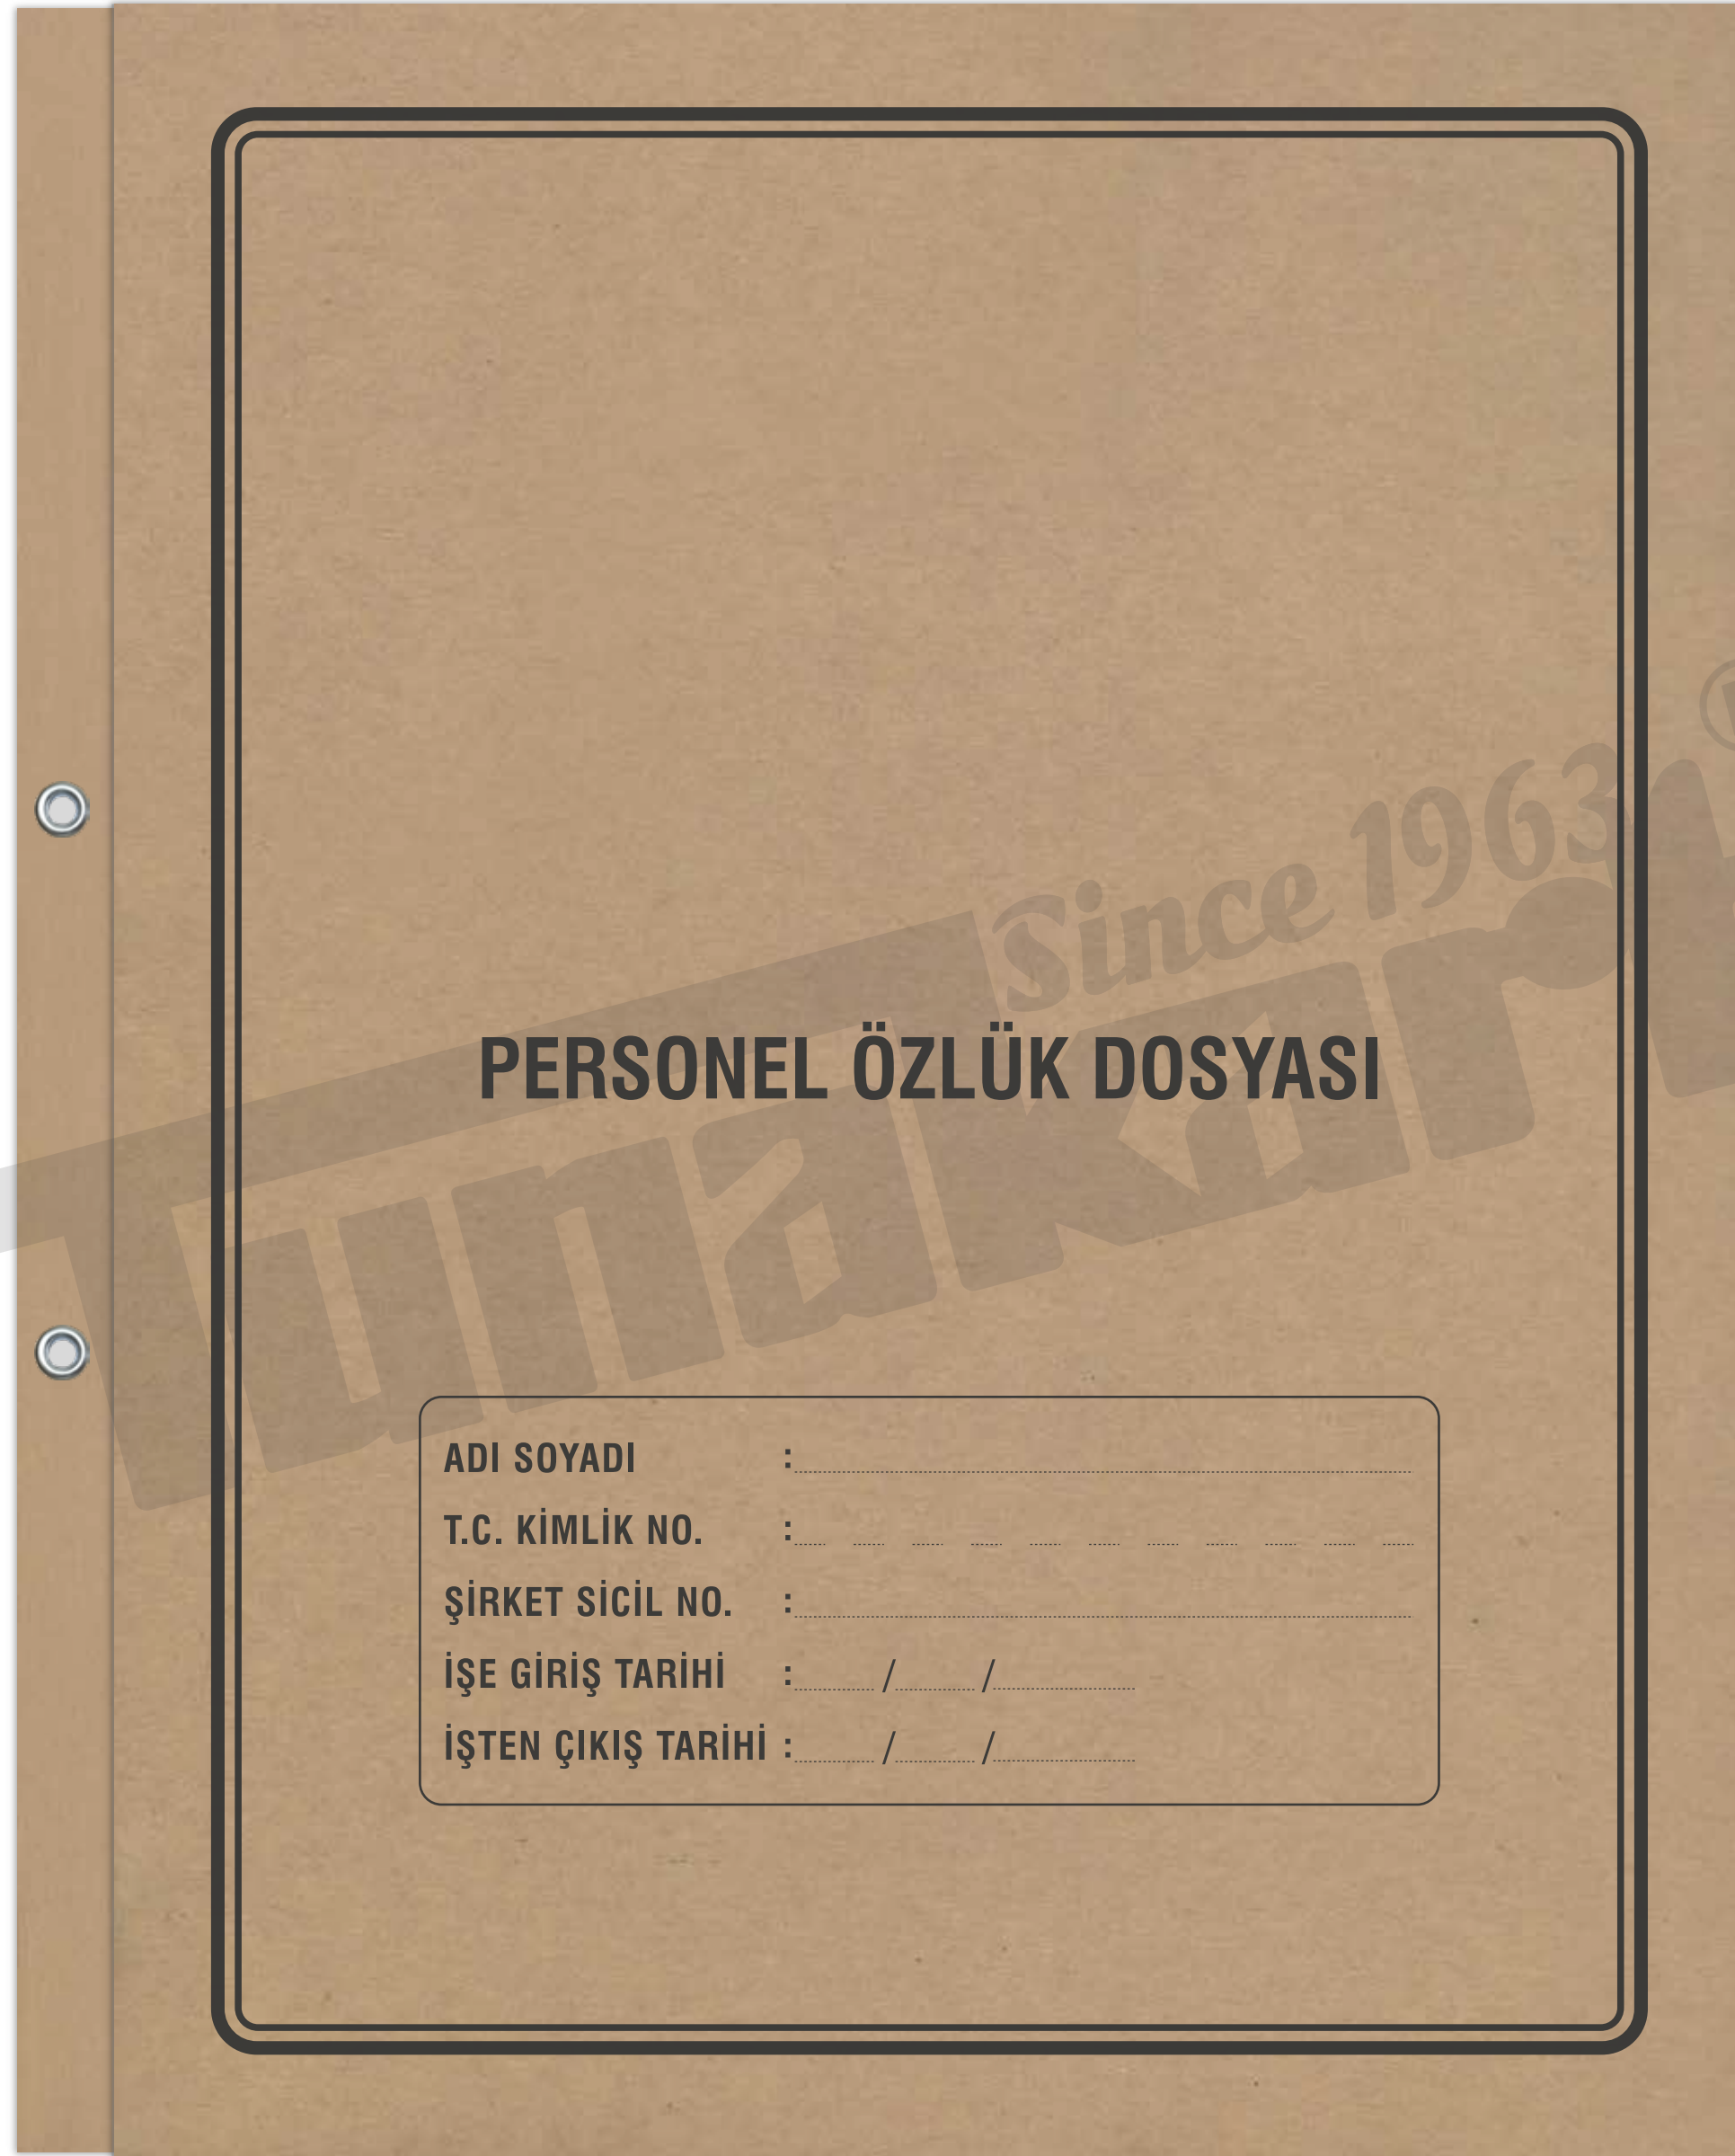 Since 1963
Tunakırık
PERSONEL ÖZLÜK DOSYASI
ADI SOYADI :
T.C. KİMLİK NO. :
ŞİRKET SİCİL NO. :
İŞE GİRİŞ TARİHİ : / /
İŞTEN ÇIKIŞ TARİHİ : / /